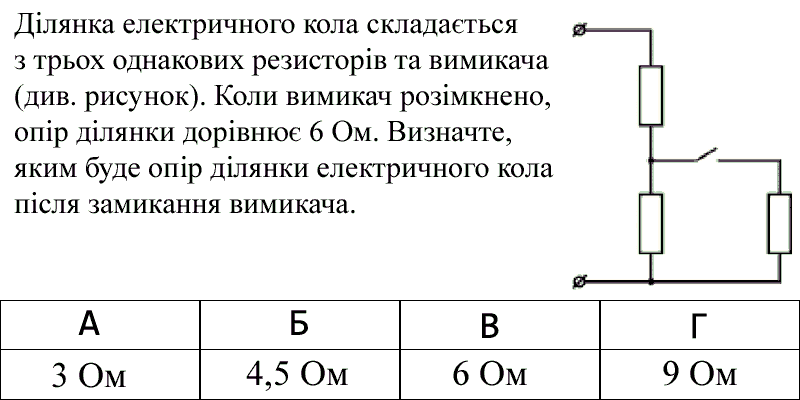 Ділянка електричного кола складається
з трьох однакових резисторів та вимикача
(див. рисунок). Коли вимикач розімкнено,
опір ділянки дорівнює 6 Ом. Визначте,
яким буде опір ділянки електричного кола
після замикання вимикача.
А Б В Г
3 Ом 4,5 Ом 6 Ом 9 Ом